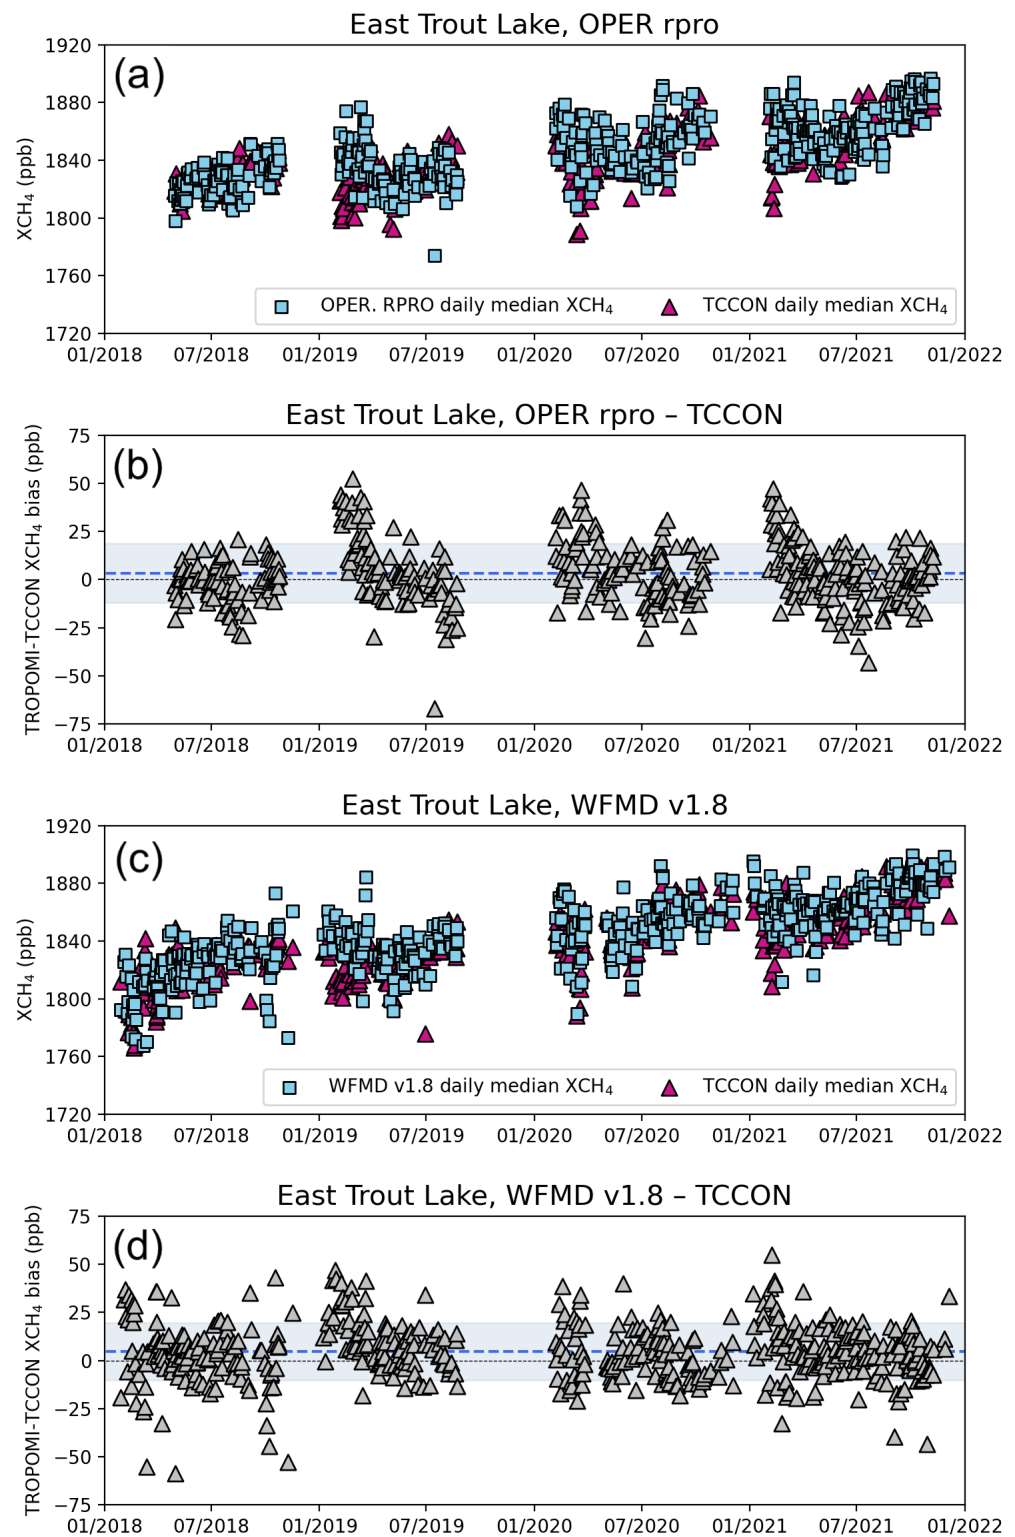 East Trout Lake, OPER rpro
(a)
XCH₄ (ppb)
1920
1880
1840
1800
1760
1720
OPER. RPRO daily median XCH₄ TCCON daily median XCH₄
01/2018 07/2018 01/2019 07/2019 01/2020 07/2020 01/2021 07/2021 01/2022
East Trout Lake, OPER rpro – TCCON
(b)
TROPOMI-TCCON XCH₄ bias (ppb)
75
50
25
0
−25
−50
−75
01/2018 07/2018 01/2019 07/2019 01/2020 07/2020 01/2021 07/2021 01/2022
East Trout Lake, WFMD v1.8
(c)
XCH₄ (ppb)
1920
1880
1840
1800
1760
1720
WFMD v1.8 daily median XCH₄ TCCON daily median XCH₄
01/2018 07/2018 01/2019 07/2019 01/2020 07/2020 01/2021 07/2021 01/2022
East Trout Lake, WFMD v1.8 – TCCON
(d)
TROPOMI-TCCON XCH₄ bias (ppb)
75
50
25
0
−25
−50
−75
01/2018 07/2018 01/2019 07/2019 01/2020 07/2020 01/2021 07/2021 01/2022